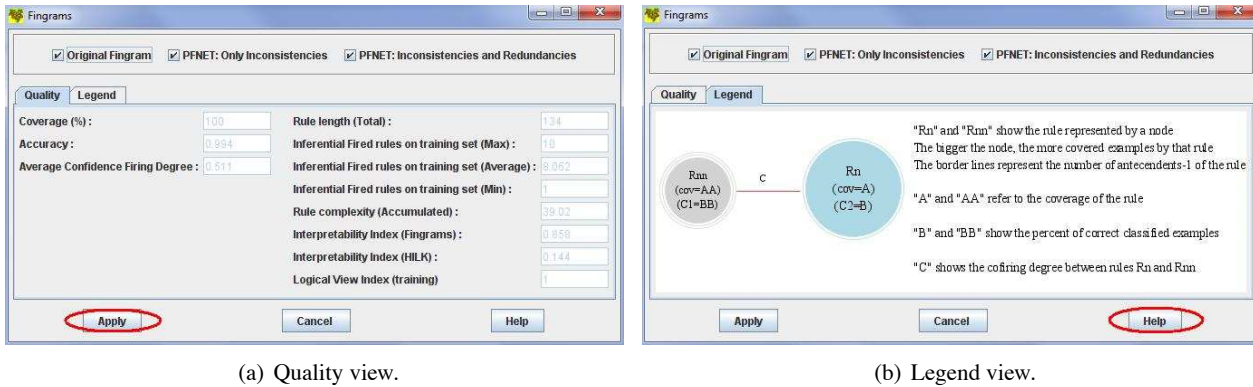 Fingrams
Original Fingram PFNET: Only Inconsistencies PFNET: Inconsistencies and Redundancies
Quality Legend
Coverage (%) : 100
Accuracy : 0.994
Average Confidence Firing Degree : 0.511
Rule length (Total) : 134
Inferential Fired rules on training set (Max) : 10
Inferential Fired rules on training set (Average) : 8.062
Inferential Fired rules on training set (Min) : 1
Rule complexity (Accumulated) : 39.02
Interpretability Index (Fingrams) : 0.858
Interpretability Index (HILK) : 0.144
Logical View Index (training) 1
Apply Cancel Help
(a) Quality view.
Fingrams
Original Fingram PFNET: Only Inconsistencies PFNET: Inconsistencies and Redundancies
Quality Legend
Rnn
(cov=AA)
(C1=BB)
C
Rn
(cov=A)
(C2=B)
"Rn" and "Rnn" show the rule represented by a node
The bigger the node, the more covered examples by that rule
The border lines represent the number of antecendents-1 of the rule
"A" and "AA" refer to the coverage of the rule
"B" and "BB" show the percent of correct classified examples
"C" shows the cofiring degree between rules Rn and Rnn
Apply Cancel Help
(b) Legend view.